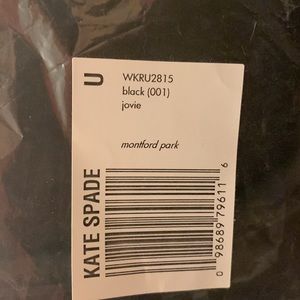 U
WKRU2815
black (001)
jovie
montford park
KATE SPADE
0 98689 79611 6